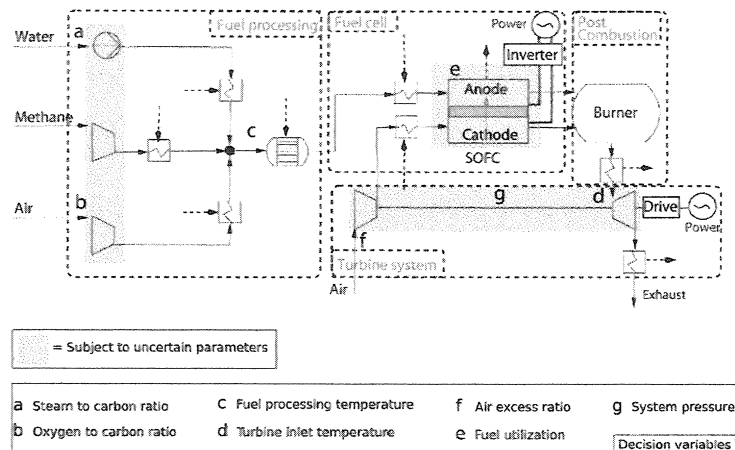 Water
a
Fuel processing
Methane
c
Air
b
Fuel cell
Power
Inverter
e
Anode
Cathode
SOFC
Post
Combustion
Burner
g
d
Drive
Power
f
Turbine system
Air
Exhaust
= Subject to uncertain parameters
a Steam to carbon ratio
b Oxygen to carbon ratio
c Fuel processing temperature
d Turbine inlet temperature
f Air excess ratio
e Fuel utilization
g System pressure
Decision variables